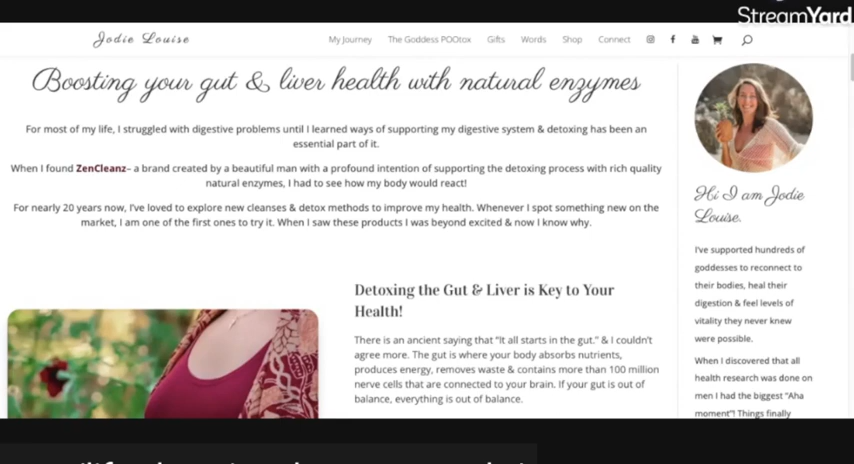 StreamYard
Jodie Louise
My Journey The Goddess POOtox Gifts Words Shop Connect
Boosting your gut & liver health with natural enzymes
For most of my life, I struggled with digestive problems until I learned ways of supporting my digestive system & detoxing has been an
essential part of it.
When I found ZenCleanz– a brand created by a beautiful man with a profound intention of supporting the detoxing process with rich quality
natural enzymes, I had to see how my body would react!
For nearly 20 years now, I've loved to explore new cleanses & detox methods to improve my health. Whenever I spot something new on the
market, I am one of the first ones to try it. When I saw these products I was beyond excited & now I know why.
Detoxing the Gut & Liver is Key to Your
Health!
There is an ancient saying that "It all starts in the gut." & I couldn't
agree more. The gut is where your body absorbs nutrients,
produces energy, removes waste & contains more than 100 million
nerve cells that are connected to your brain. If your gut is out of
balance, everything is out of balance.
Hi I am Jodie
Louise.
I've supported hundreds of
goddesses to reconnect to
their bodies, heal their
digestion & feel levels of
vitality they never knew
were possible.
When I discovered that all
health research was done on
men I had the biggest "Aha
moment"! Things finally